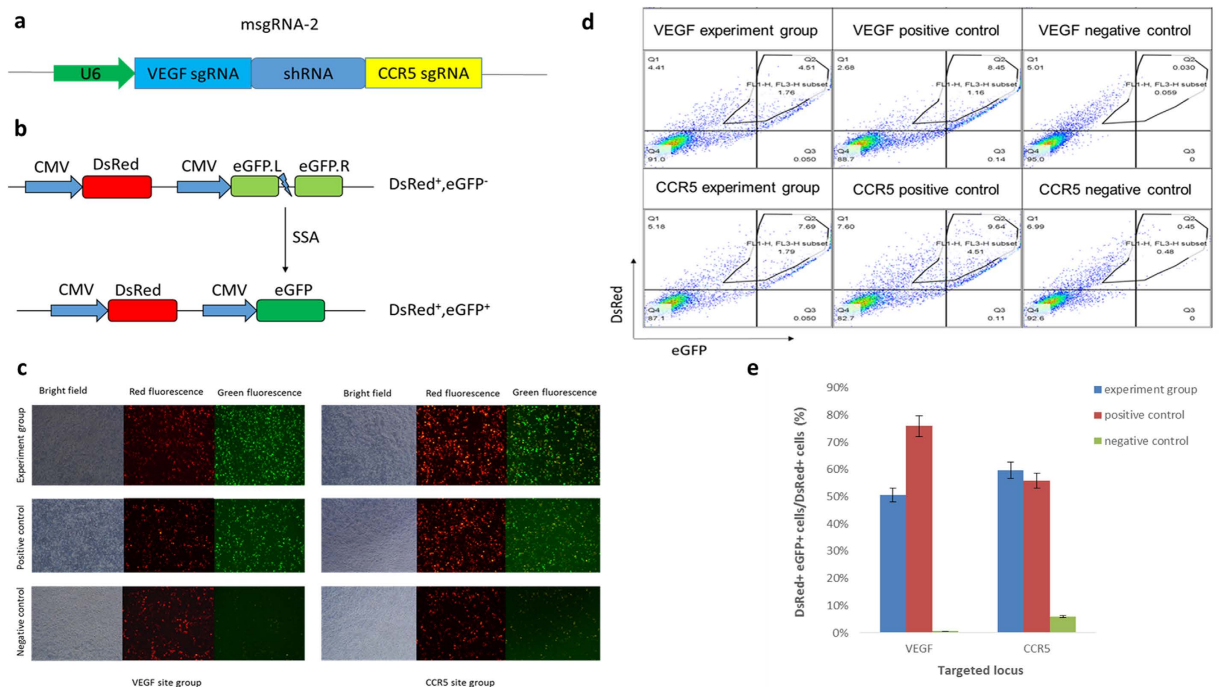 a
msgRNA-2
U6
VEGF sgRNA
shRNA
CCR5 sgRNA
b
CMV
DsRed
CMV
eGFP.L
eGFP.R
DsRed⁺,eGFP⁻
SSA
CMV
DsRed
CMV
eGFP
DsRed⁺,eGFP⁺
c
Bright field
Red fluorescence
Green fluorescence
Bright field
Red fluorescence
Green fluorescence
Experiment group
Positive control
Negative control
VEGF site group
CCR5 site group
d
VEGF experiment group
VEGF positive control
VEGF negative control
Q1
4.41
Q2
4.51
FL1-H, FL3-H subset
1.76
Q4
91.0
Q3
0.050
Q1
2.68
Q2
8.45
FL1-H, FL3-H subset
1.16
Q4
88.7
Q3
0.14
Q1
5.01
Q2
0.030
FL1-H, FL3-H subset
0.059
Q4
95.0
Q3
0
CCR5 experiment group
CCR5 positive control
CCR5 negative control
Q1
5.18
Q2
7.69
FL1-H, FL3-H subset
1.79
Q4
87.1
Q3
0.050
Q1
7.60
Q2
9.64
FL1-H, FL3-H subset
4.51
Q4
82.7
Q3
0.11
Q1
6.99
Q2
0.45
FL1-H, FL3-H subset
0.48
Q4
92.6
Q3
0
DsRed
eGFP
e
DsRed+ eGFP+ cells/DsRed+ cells (%)
90%
80%
70%
60%
50%
40%
30%
20%
10%
0%
VEGF
CCR5
Targeted locus
experiment group
positive control
negative control